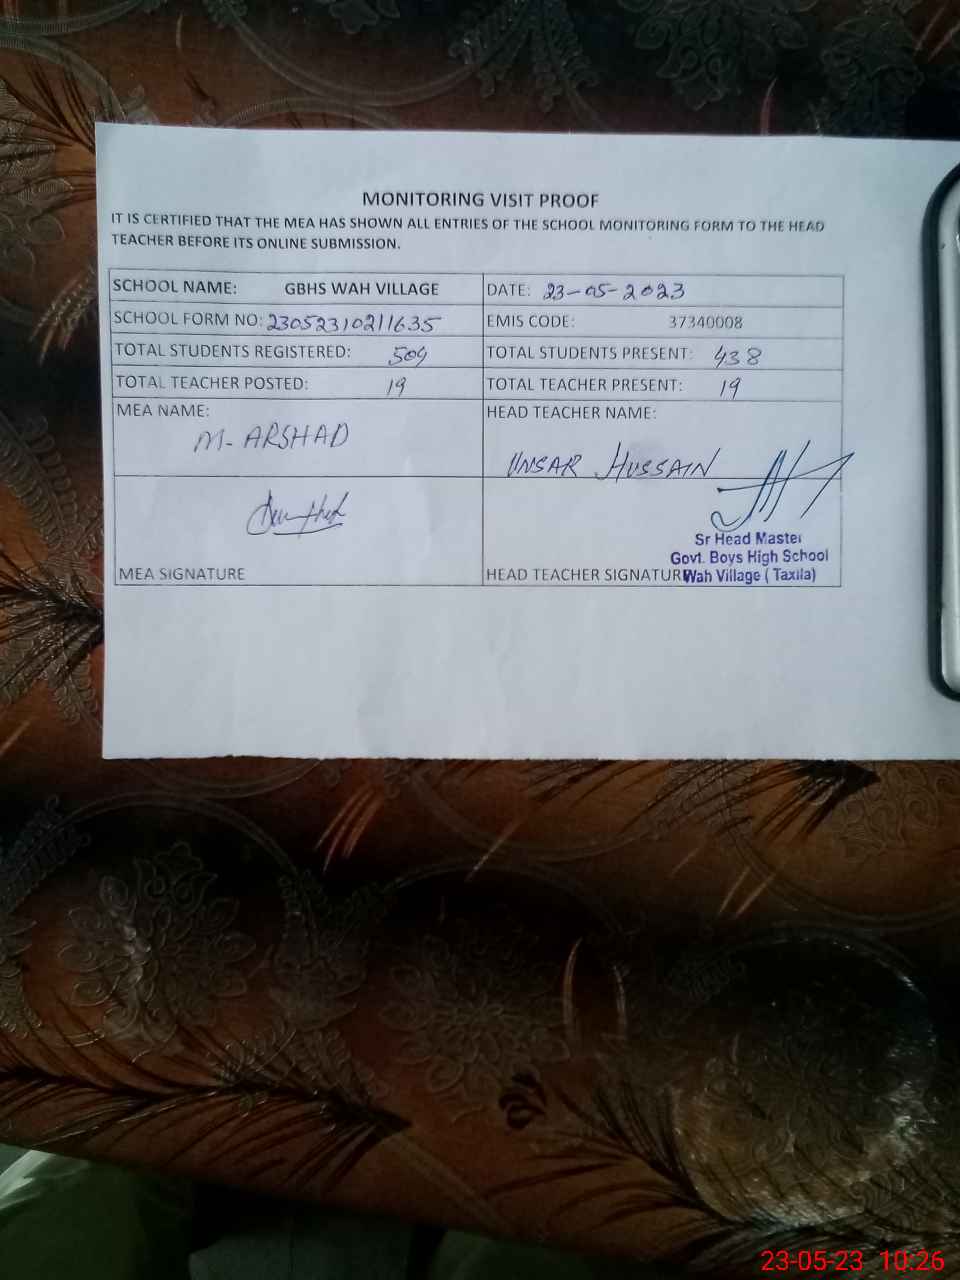 MONITORING VISIT PROOF
IT IS CERTIFIED THAT THE MEA HAS SHOWN ALL ENTRIES OF THE SCHOOL MONITORING FORM TO THE HEAD
TEACHER BEFORE ITS ONLINE SUBMISSION.
SCHOOL NAME: GBHS WAH VILLAGE DATE: 23-05-2023
SCHOOL FORM NO: 23052310211635 EMIS CODE: 37340008
TOTAL STUDENTS REGISTERED: 509 TOTAL STUDENTS PRESENT: 438
TOTAL TEACHER POSTED: 19 TOTAL TEACHER PRESENT: 19
MEA NAME: HEAD TEACHER NAME:
M- ARSHAD
UNSAR HUSSAIN
Sr Head Master
Govt. Boys High School
MEA SIGNATURE HEAD TEACHER SIGNATUR Wah Village ( Taxila)
23-05-23 10:26